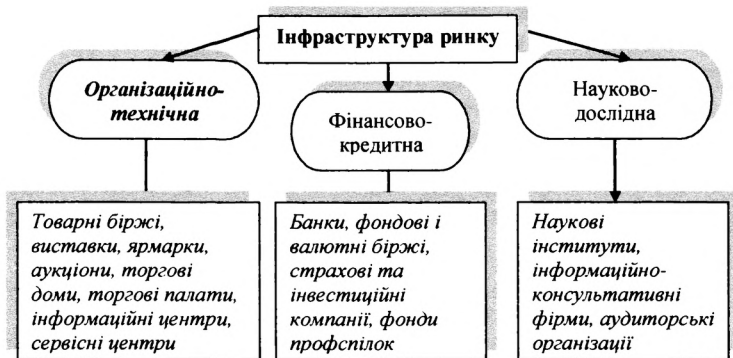 Інфраструктура ринку
Організаційно-
технічна
Фінансово-
кредитна
Науково-
дослідна
Товарні біржі,
виставки, ярмарки,
аукціони, торгові
доми, торгові палати,
інформаційні центри,
сервісні центри
Банки, фондові і
валютні біржі,
страхові та
інвестиційні
компанії, фонди
профспілок
Наукові
інститути,
інформаційно-
консультативні
фірми, аудиторські
організації